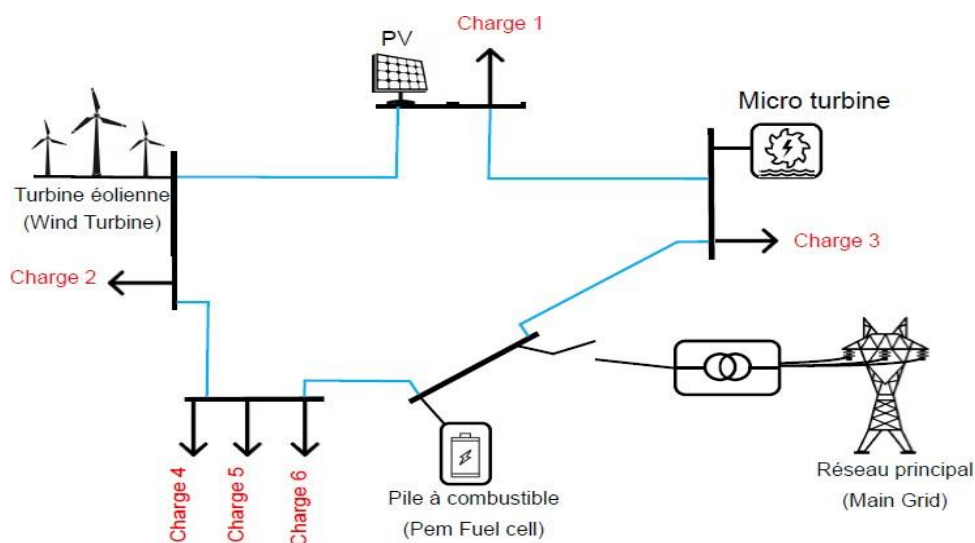 Charge 1
PV
Micro turbine
Turbine éolienne
(Wind Turbine)
Charge 3
Charge 2
Charge 4
Charge 5
Charge 6
Pile à combustible
(Pem Fuel cell)
Réseau principal
(Main Grid)